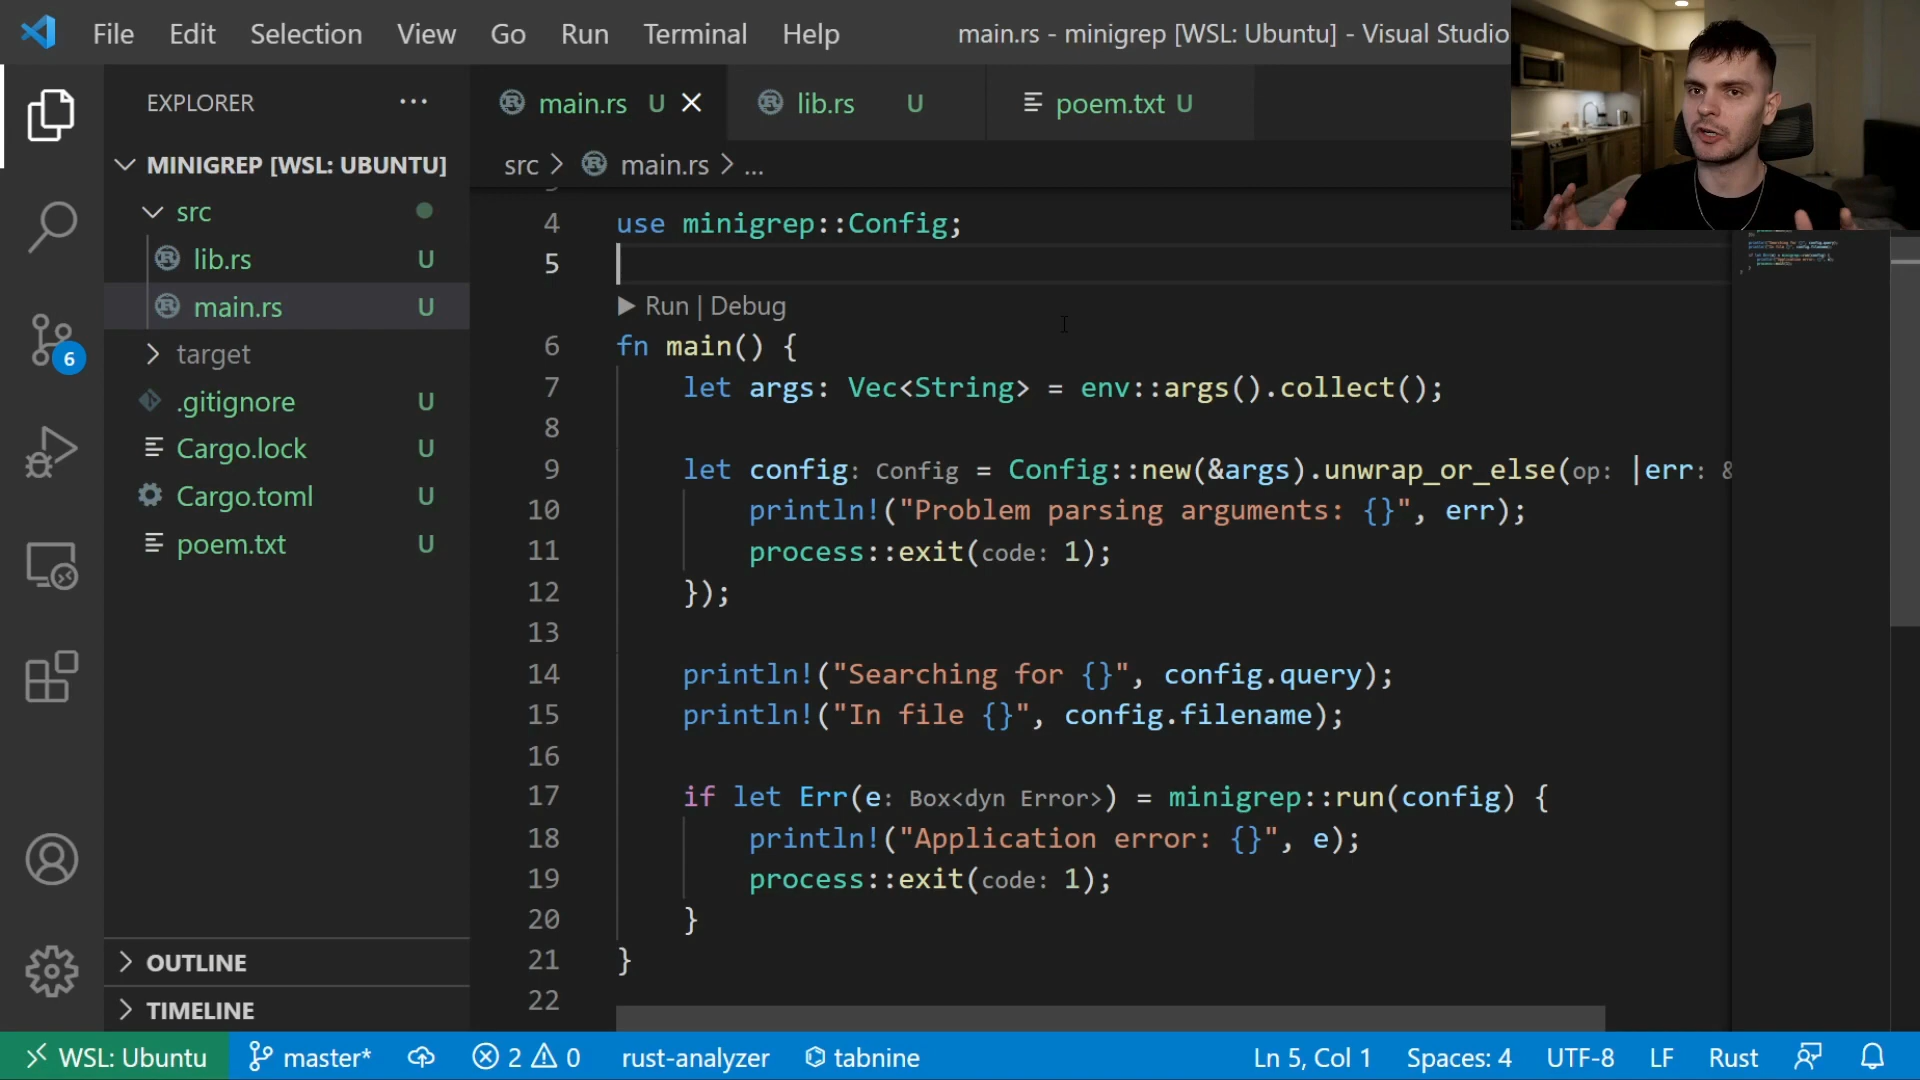 File Edit Selection View Go Run Terminal Help main.rs - minigrep [WSL: Ubuntu] - Visual Studio
EXPLORER ...
main.rs U
lib.rs U
poem.txt U
MINIGREP [WSL: UBUNTU]
src
lib.rs U
main.rs U
target
.gitignore U
Cargo.lock U
Cargo.toml U
poem.txt U
OUTLINE
TIMELINE
6
src > main.rs > ...
4 use minigrep::Config;
5
Run | Debug
6 fn main() {
7 let args: Vec<String> = env::args().collect();
8
9 let config: Config = Config::new(&args).unwrap_or_else(op: |err: &
10 println!("Problem parsing arguments: {}", err);
11 process::exit(code: 1);
12 });
13
14 println!("Searching for {}", config.query);
15 println!("In file {}", config.filename);
16
17 if let Err(e: Box<dyn Error>) = minigrep::run(config) {
18 println!("Application error: {}", e);
19 process::exit(code: 1);
20 }
21 }
22
WSL: Ubuntu master* 2 0 rust-analyzer tabnine Ln 5, Col 1 Spaces: 4 UTF-8 LF Rust